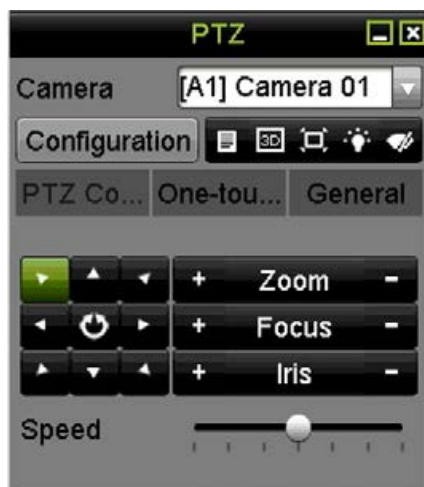 PTZ
Camera [A1] Camera 01
Configuration 3D
PTZ Co... One-tou... General
+ Zoom -
+ Focus -
+ Iris -
Speed